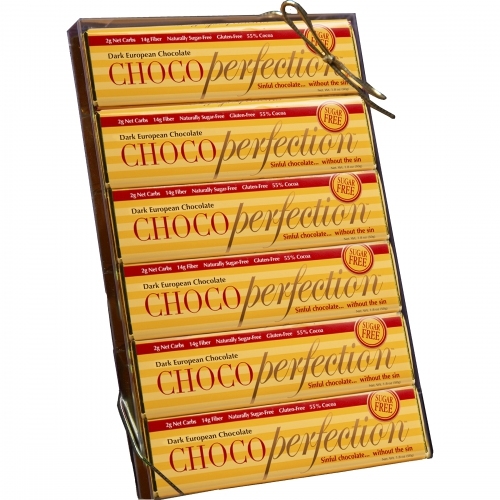 2g Net Carbs 14g Fiber Naturally Sugar-Free Gluten-Free 55% Cocoa
Dark European Chocolate
SUGAR FREE
CHOCOperfection
Sinful chocolate... without the sin
2g Net Carbs 14g Fiber Naturally Sugar-Free Gluten-Free 55% Cocoa
Dark European Chocolate
SUGAR
FREE
CHOCOperfection
Sinful chocolate... without the sin
2g Net Carbs 14g Fiber Naturally Sugar-Free Gluten-Free 55% Cocoa
Dark European Chocolate
SUGAR
FREE
CHOCOperfection
Sinful chocolate... without the sin
2g Net Carbs 14g Fiber Naturally Sugar-Free Gluten-Free 55% Cocoa
Dark European Chocolate
SUGAR
FREE
CHOCOperfection
Sinful chocolate... without the sin
2g Net Carbs 14g Fiber Naturally Sugar-Free Gluten-Free 55% Cocoa
Dark European Chocolate
SUGAR
FREE
CHOCOperfection
Sinful chocolate... without the sin
2g Net Carbs 14g Fiber Naturally Sugar-Free Gluten-Free 55% Cocoa
Dark European Chocolate
SUGAR
FREE
CHOCOperfection
Sinful chocolate... without the sin